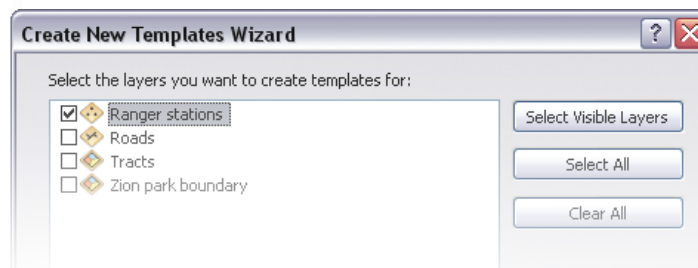 Create New Templates Wizard
?
Select the layers you want to create templates for:
Ranger stations
Roads
Tracts
Zion park boundary
Select Visible Layers
Select All
Clear All